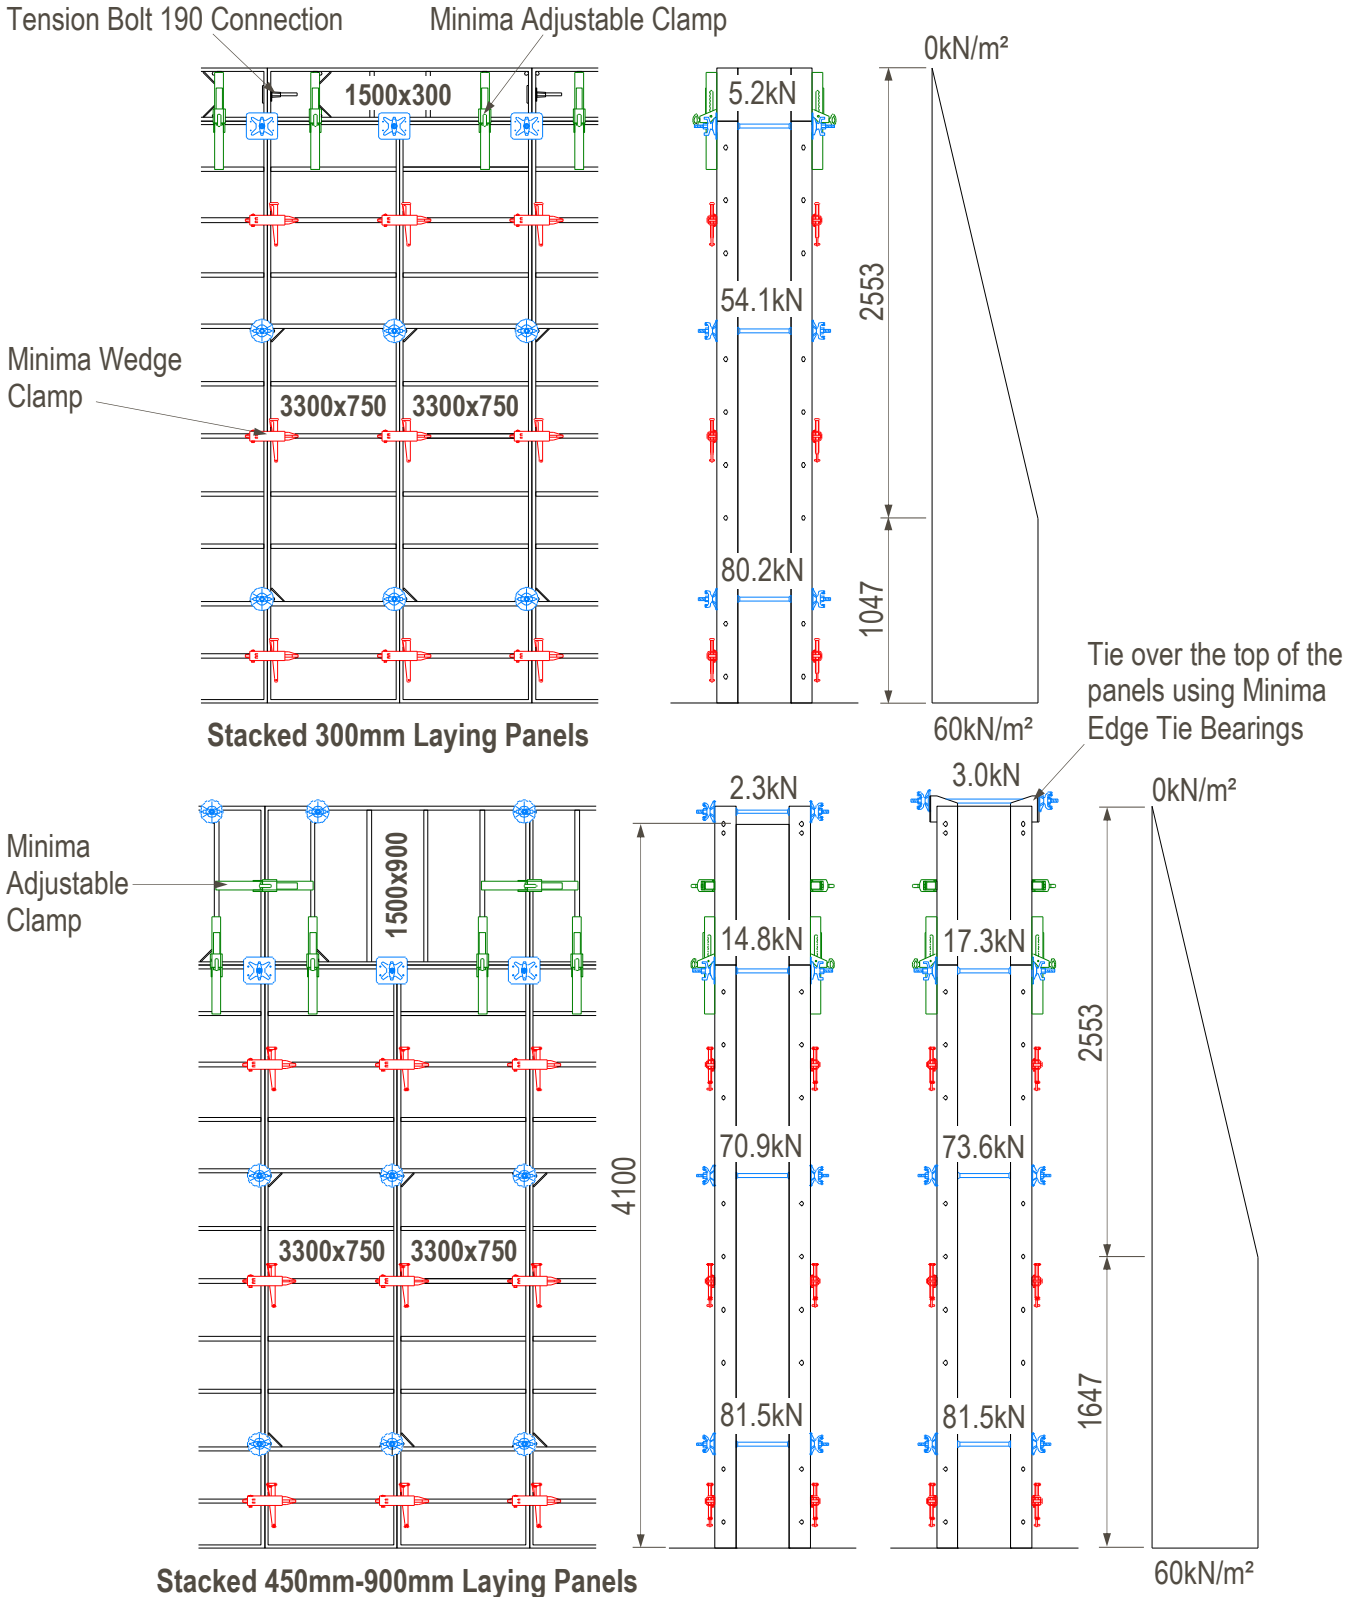 Tension Bolt 190 Connection
Minima Adjustable Clamp
0kN/m²
1500x300
5.2kN
2553
54.1kN
Minima Wedge
Clamp
3300x750
3300x750
80.2kN
1047
Tie over the top of the
panels using Minima
Edge Tie Bearings
Stacked 300mm Laying Panels
60kN/m²
2.3kN
3.0kN
0kN/m²
Minima
Adjustable
Clamp
1500x900
14.8kN
17.3kN
2553
70.9kN
73.6kN
4100
3300x750
3300x750
1647
81.5kN
81.5kN
Stacked 450mm-900mm Laying Panels
60kN/m²